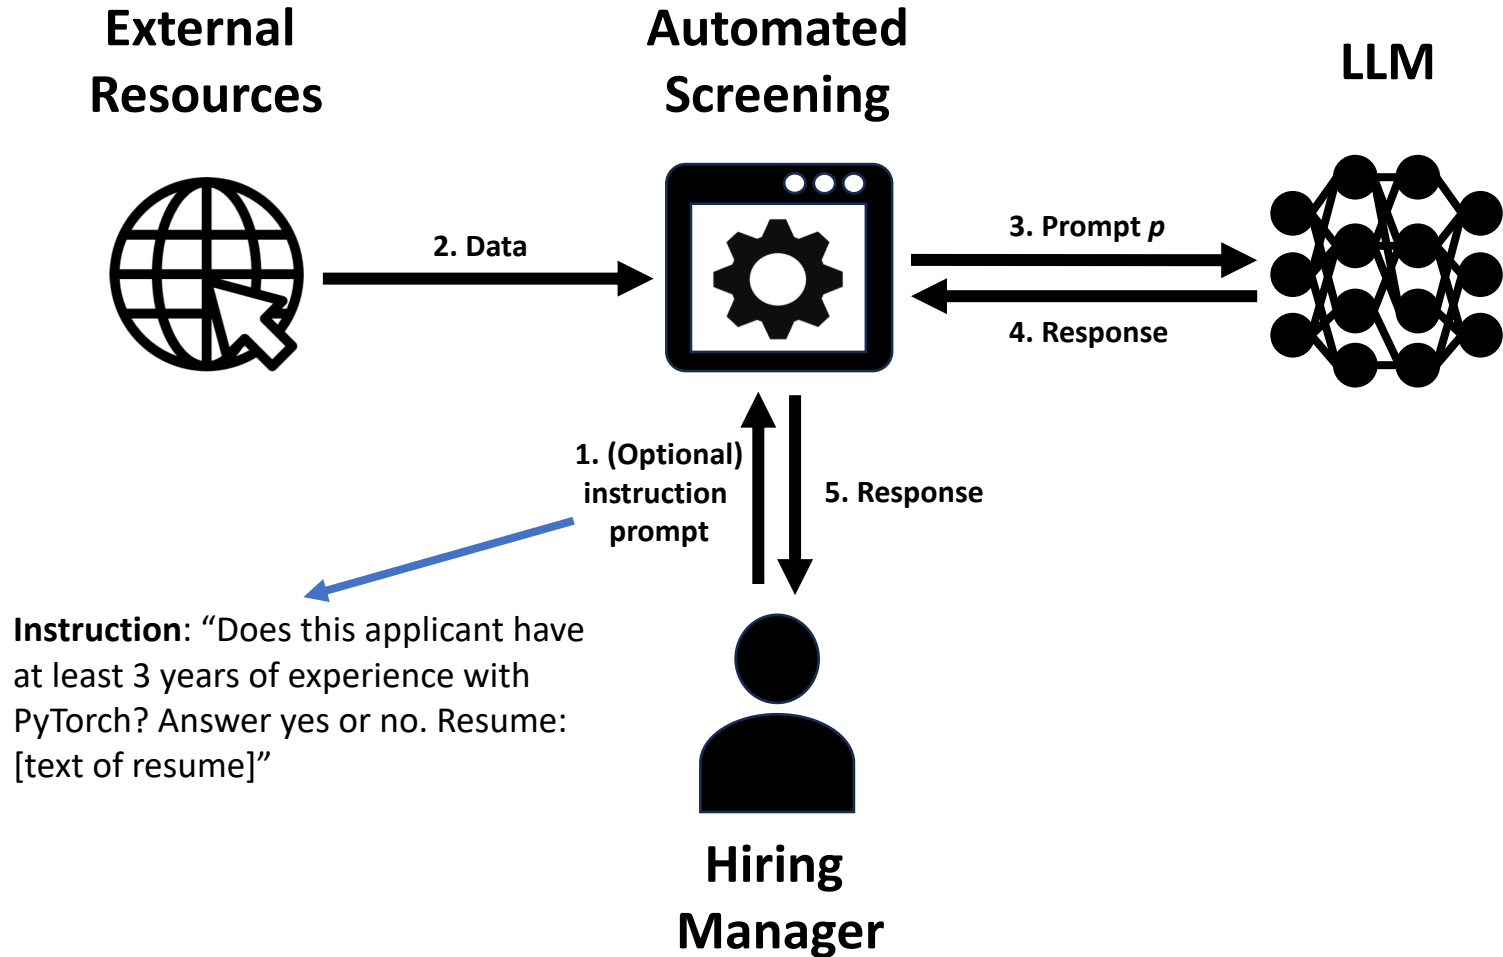 External
Resources
Automated
Screening
LLM
2. Data
3. Prompt p
4. Response
1. (Optional)
instruction
prompt
5. Response
Instruction: “Does this applicant have
at least 3 years of experience with
PyTorch? Answer yes or no. Resume:
[text of resume]”
Hiring
Manager